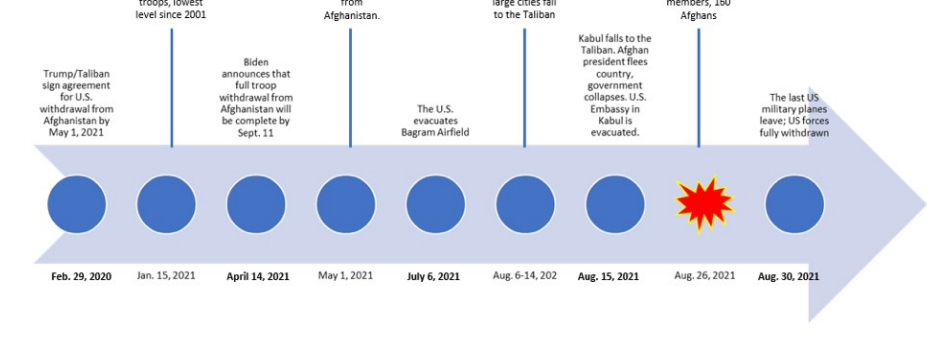 troops, lowest
level since 2001
from
Afghanistan.
large cities fall
to the Taliban
members, 160
Afghans
Trump/Taliban
sign agreement
for U.S.
withdrawal from
Afghanistan by
May 1, 2021
Biden
announces that
full troop
withdrawal from
Afghanistan will
be complete by
Sept. 11
The U.S.
evacuates
Bagram Airfield
Kabul falls to the
Taliban. Afghan
president flees
country,
government
collapses. U.S.
Embassy in
Kabul is
evacuated.
The last US
military planes
leave; US forces
fully withdrawn
Feb. 29, 2020
Jan. 15, 2021
April 14, 2021
May 1, 2021
July 6, 2021
Aug. 6-14, 202
Aug. 15, 2021
Aug. 26, 2021
Aug. 30, 2021